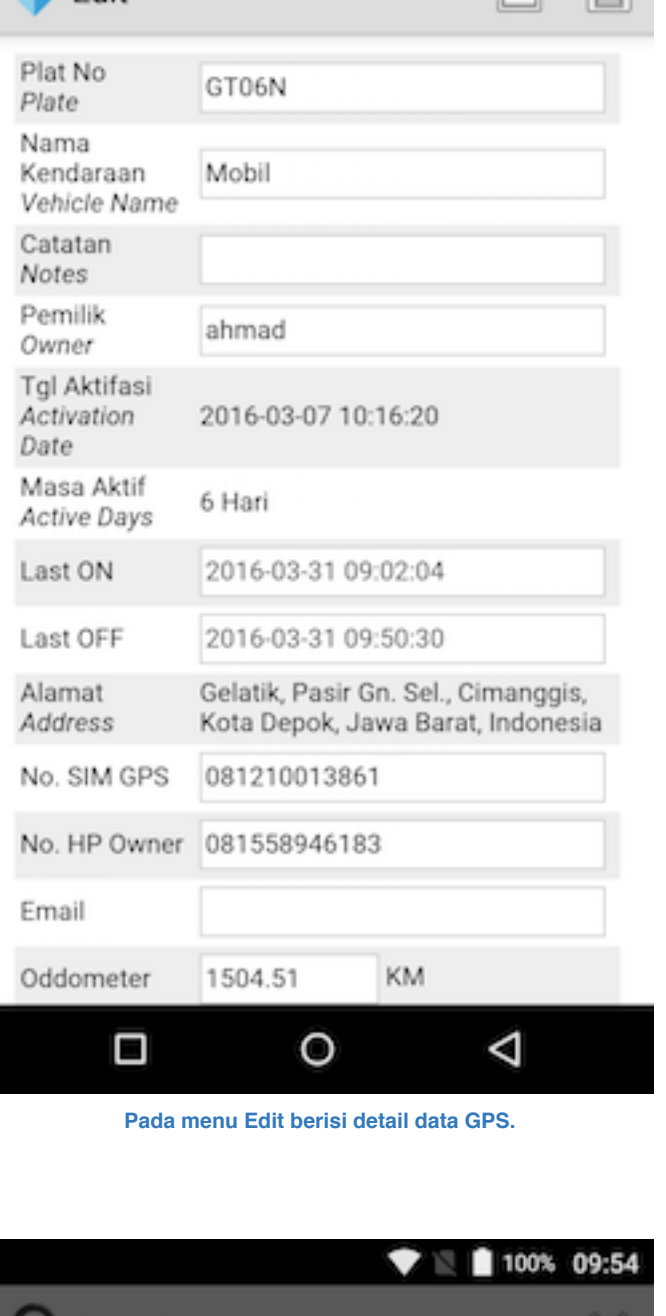 Edit
Plat No
Plate
GT06N
Nama
Kendaraan
Vehicle Name
Mobil
Catatan
Notes
Pemilik
Owner
ahmad
Tgl Aktifasi
Activation
Date
2016-03-07 10:16:20
Masa Aktif
Active Days
6 Hari
Last ON
2016-03-31 09:02:04
Last OFF
2016-03-31 09:50:30
Alamat
Address
Gelatik, Pasir Gn. Sel., Cimanggis,
Kota Depok, Jawa Barat, Indonesia
No. SIM GPS
081210013861
No. HP Owner
081558946183
Email
Oddometer
1504.51
KM
Pada menu Edit berisi detail data GPS.
100% 09:54